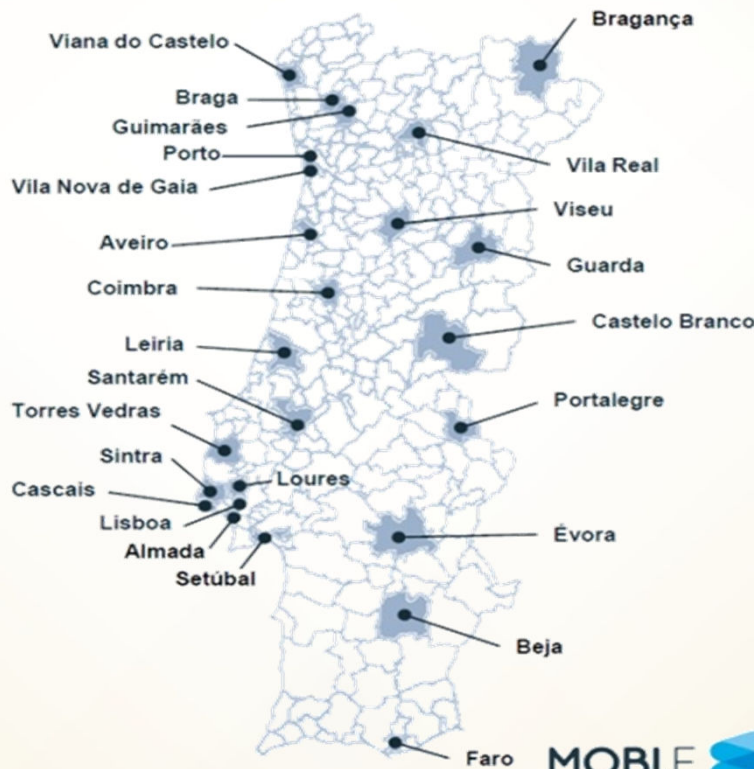 Bragança
Viana do Castelo
Braga
Guimarães
Porto
Vila Real
Vila Nova de Gaia
Viseu
Aveiro
Guarda
Coimbra
Castelo Branco
Leiria
Santarém
Portalegre
Torres Vedras
Sintra
Loures
Cascais
Lisboa
Évora
Almada
Setúbal
Beja
Faro
MOBI.E